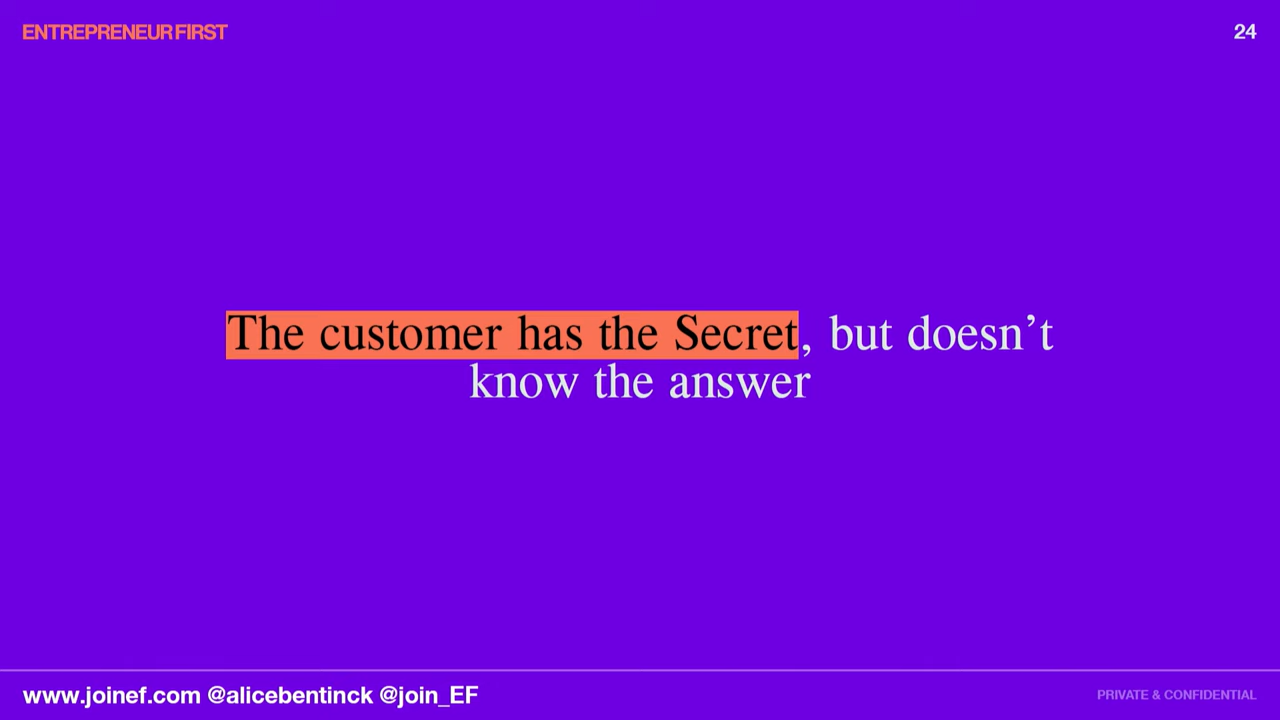 ENTREPRENEUR FIRST
24
The customer has the Secret, but doesn’t
know the answer
www.joinef.com @alicebentinck @join_EF
PRIVATE & CONFIDENTIAL